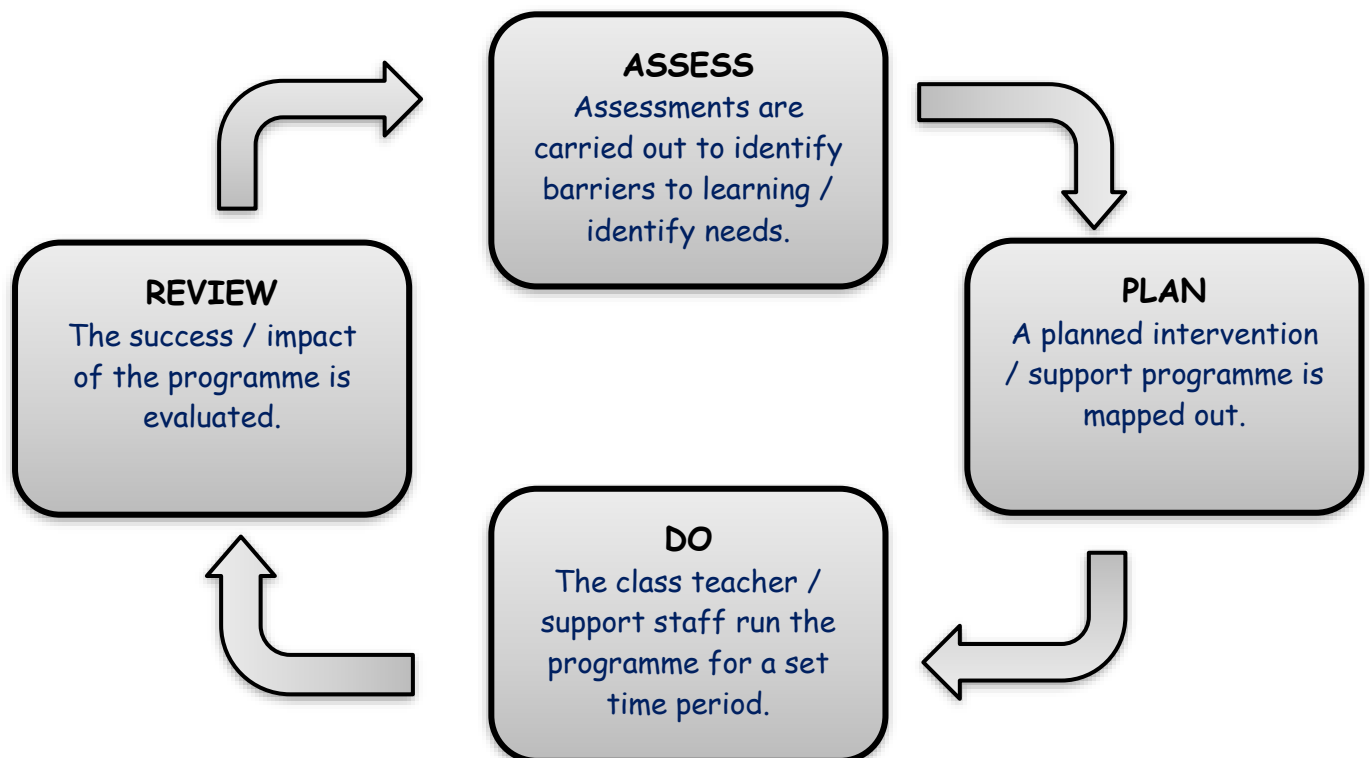 ASSESS
Assessments are
carried out to identify
barriers to learning /
identify needs.
PLAN
A planned intervention
/ support programme is
mapped out.
DO
The class teacher /
support staff run the
programme for a set
time period.
REVIEW
The success / impact
of the programme is
evaluated.